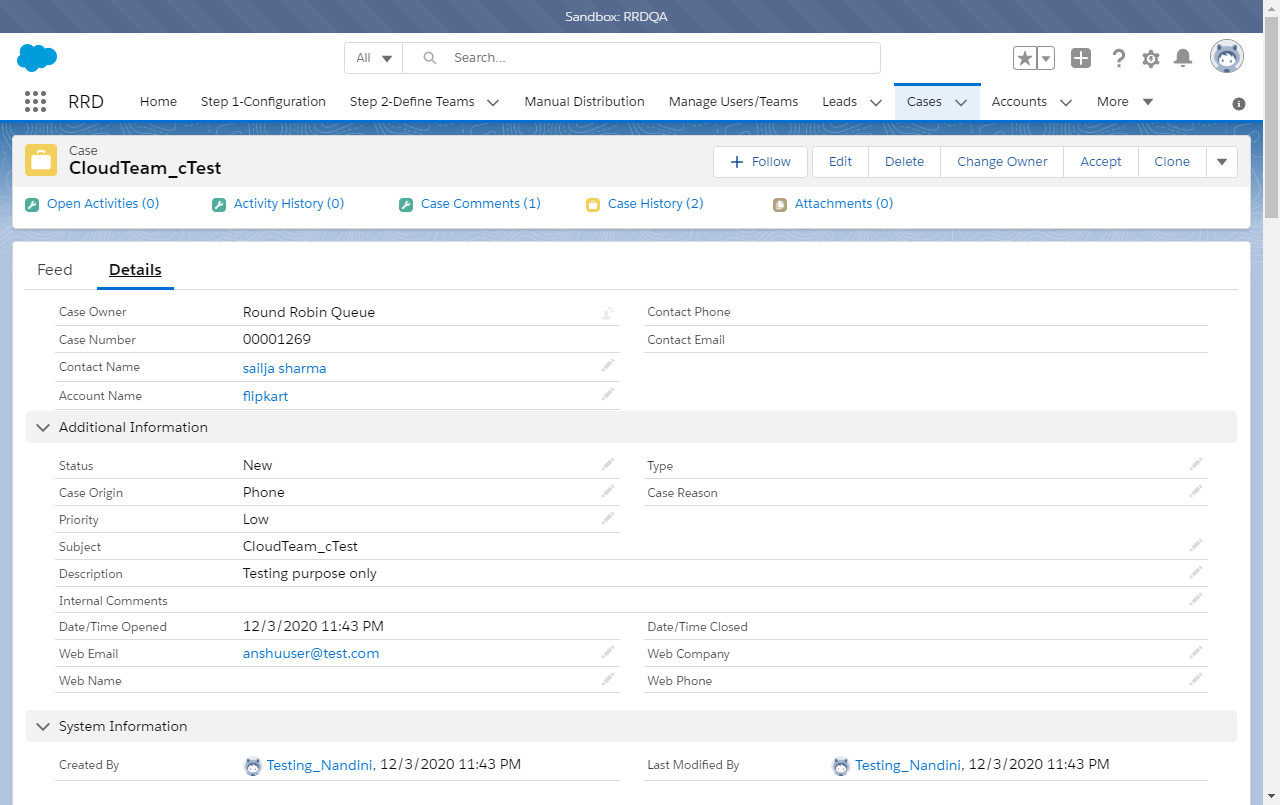 Sandbox: RRDQA
All Search...
RRD Home Step 1-Configuration Step 2-Define Teams Manual Distribution Manage Users/Teams Leads Cases Accounts More
Case
CloudTeam_cTest
Follow Edit Delete Change Owner Accept Clone
Open Activities (0) Activity History (0) Case Comments (1) Case History (2) Attachments (0)
Feed Details
Case Owner Round Robin Queue Contact Phone
Case Number 00001269 Contact Email
Contact Name sailja sharma
Account Name flipkart
Additional Information
Status New Type
Case Origin Phone Case Reason
Priority Low
Subject CloudTeam_cTest
Description Testing purpose only
Internal Comments
Date/Time Opened 12/3/2020 11:43 PM Date/Time Closed
Web Email anshuuser@test.com Web Company
Web Name Web Phone
System Information
Created By Testing_Nandini, 12/3/2020 11:43 PM Last Modified By Testing_Nandini, 12/3/2020 11:43 PM